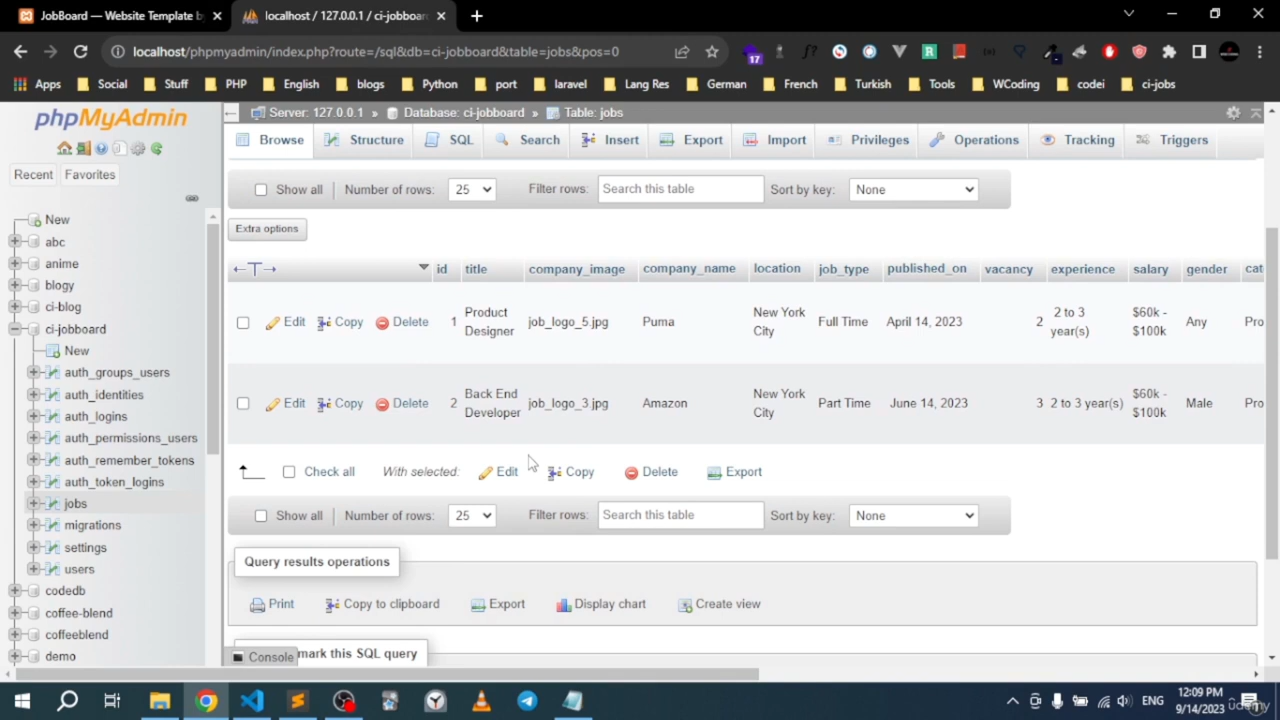 JobBoard — Website Template b
localhost / 127.0.0.1 / ci-jobboard
localhost/phpmyadmin/index.php?route=/sql&db=ci-jobboard&table=jobs&pos=0
17
Apps Social Stuff PHP English blogs Python port laravel Lang Res German French Turkish Tools WCoding codei ci-jobs
phpMyAdmin
Recent Favorites
New
abc
anime
blogy
ci-blog
ci-jobboard
New
auth_groups_users
auth_identities
auth_logins
auth_permissions_users
auth_remember_tokens
auth_token_logins
jobs
migrations
settings
users
codedb
coffee-blend
coffeeblend
demo
Server: 127.0.0.1 » Database: ci-jobboard » Table: jobs
Browse Structure SQL Search Insert Export Import Privileges Operations Tracking Triggers
Show all Number of rows: 25 Filter rows: Search this table Sort by key: None
Extra options
←T→ id title company_image company_name location job_type published_on vacancy experience salary gender cat
Edit Copy Delete 1 Product Designer job_logo_5.jpg Puma New York City Full Time April 14, 2023 2 2 to 3 year(s) $60k - $100k Any Pro
Edit Copy Delete 2 Back End Developer job_logo_3.jpg Amazon New York City Part Time June 14, 2023 3 2 to 3 year(s) $60k - $100k Male Pro
Check all With selected: Edit Copy Delete Export
Show all Number of rows: 25 Filter rows: Search this table Sort by key: None
Query results operations
Print Copy to clipboard Export Display chart Create view
Console mark this SQL query
ENG
12:09 PM
9/14/2023
udemy